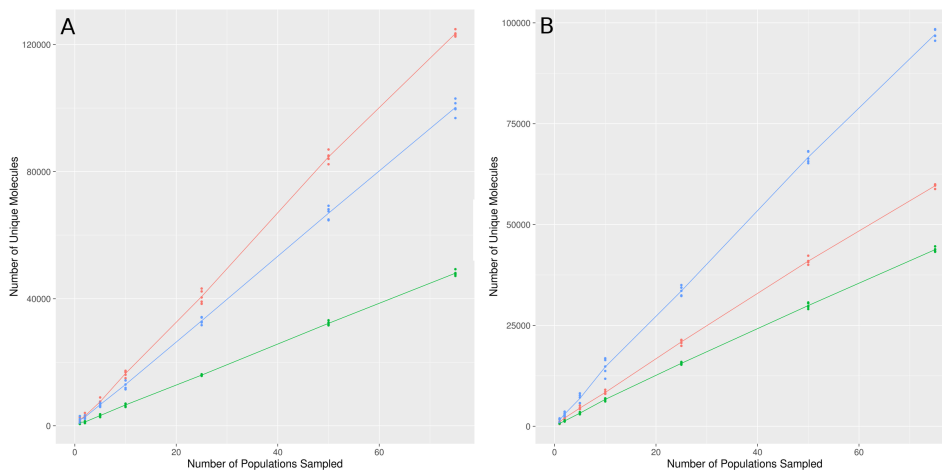 A
120000
80000
40000
0
0
20
40
60
Number of Populations Sampled
Number of Unique Molecules
B
100000
75000
50000
25000
0
0
20
40
60
Number of Populations Sampled
Number of Unique Molecules